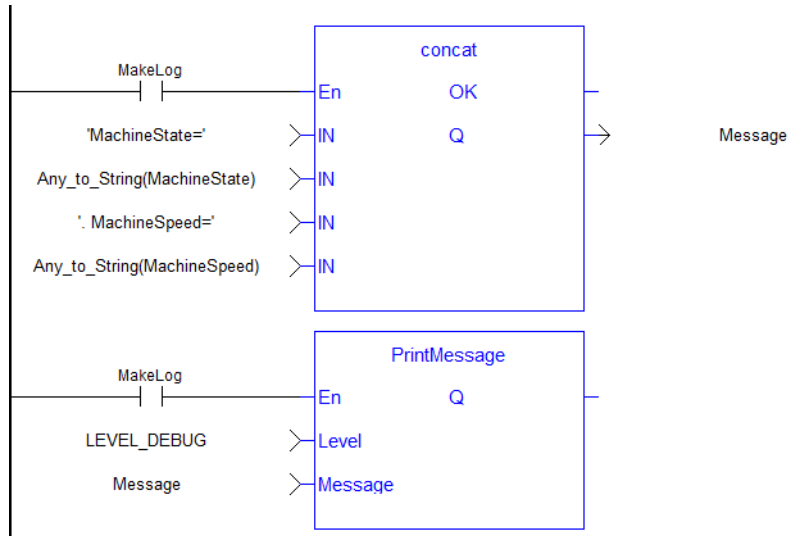 concat
MakeLog
En OK
'MachineState=' IN Q Message
Any_to_String(MachineState) IN
'. MachineSpeed=' IN
Any_to_String(MachineSpeed) IN
PrintMessage
MakeLog
En Q
LEVEL_DEBUG Level
Message Message